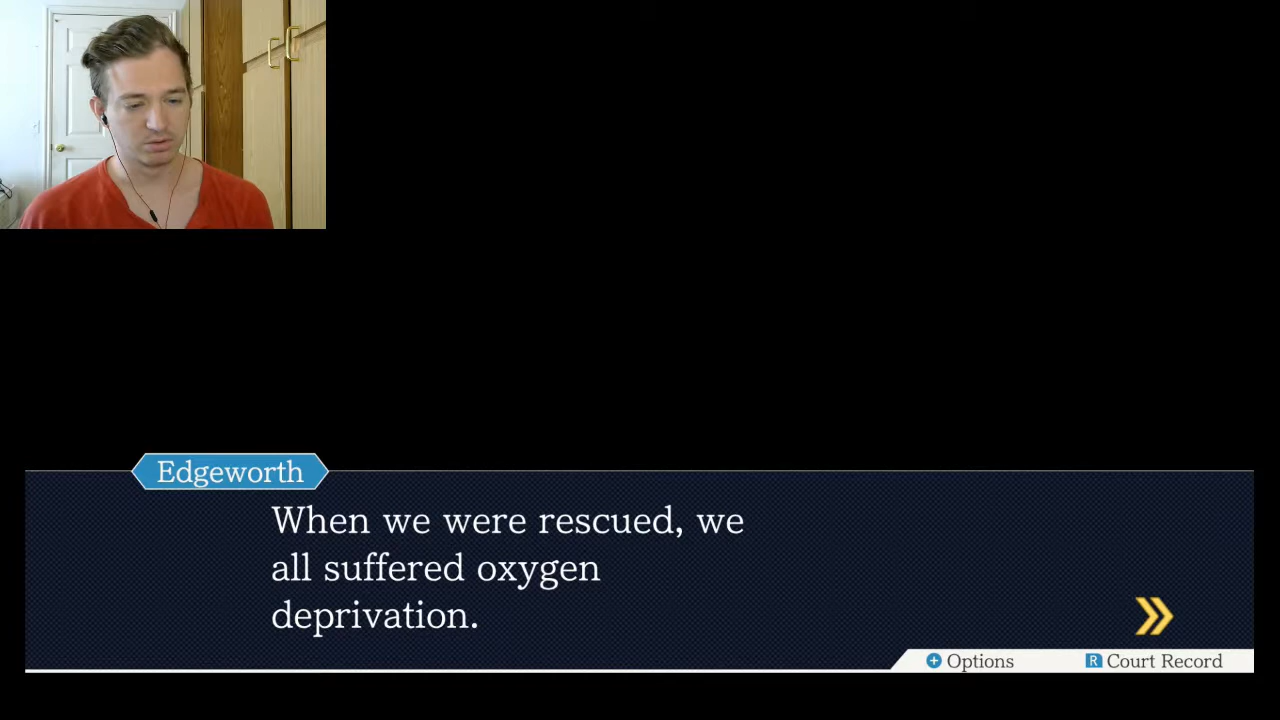 Edgeworth
When we were rescued, we
all suffered oxygen
deprivation.
Options
R Court Record